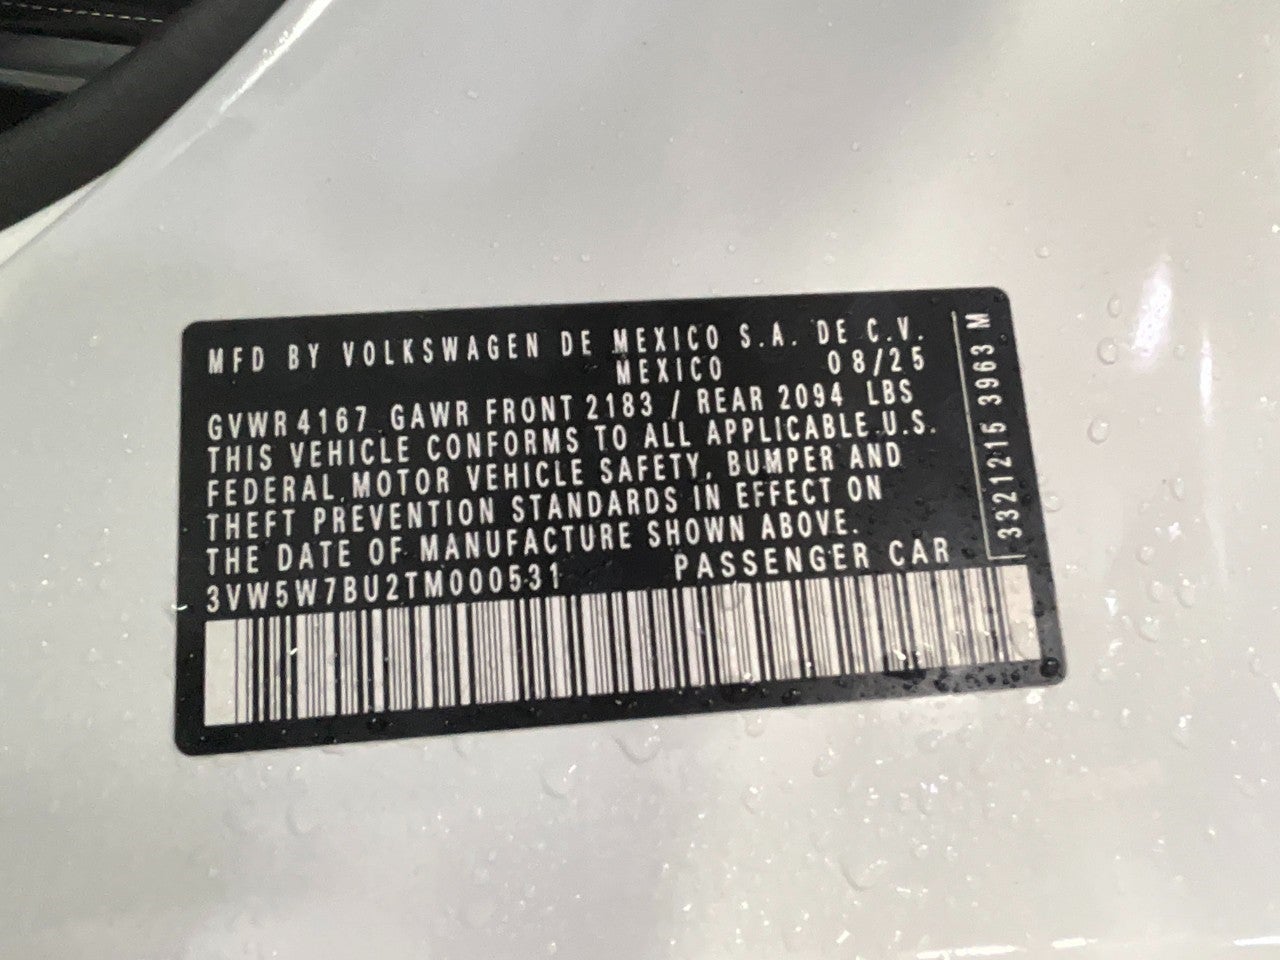 MFD BY VOLKSWAGEN DE MEXICO S.A. DE C.V.
MEXICO 08/25
GVWR 4167 GAWR FRONT 2183 / REAR 2094 LBS
THIS VEHICLE CONFORMS TO ALL APPLICABLE U.S.
FEDERAL MOTOR VEHICLE SAFETY, BUMPER AND
THEFT PREVENTION STANDARDS IN EFFECT ON
THE DATE OF MANUFACTURE SHOWN ABOVE.
3VW5W7BU2TM000531 PASSENGER CAR
3321215 3963 M